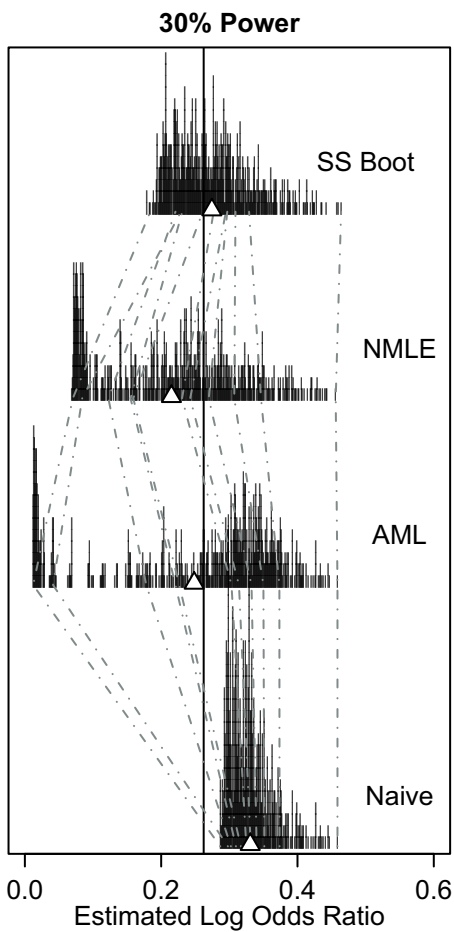 30% Power
SS Boot
NMLE
AML
Naive
0.0 0.2 0.4 0.6
Estimated Log Odds Ratio